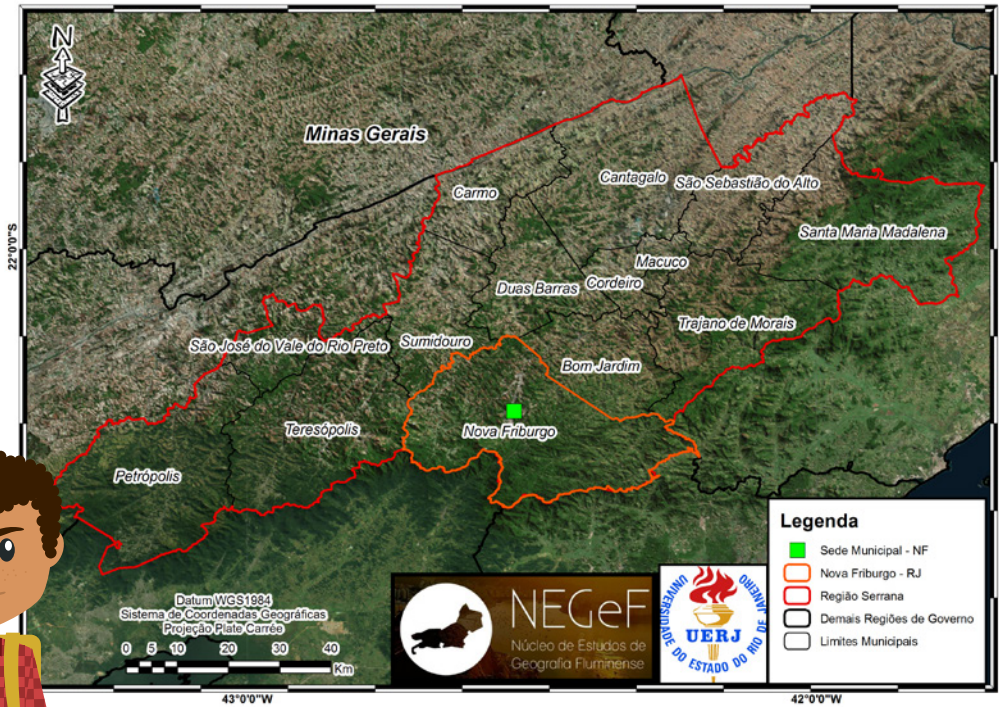 N
Minas Gerais
Carmo
Cantagalo
São Sebastião do Alto
Santa Maria Madalena
Macuco
Cordeiro
Duas Barras
Trajano de Morais
São José do Vale do Rio Preto
Sumidouro
Bom Jardim
Teresópolis
Nova Friburgo
Petrópolis
22°0'0"S
Legenda
Sede Municipal - NF
Nova Friburgo - RJ
Região Serrana
Demais Regiões de Governo
Limites Municipais
Datum WGS1984
Sistema de Coordenadas Geográficas
Projeção Plate Carrée
0 5 10 20 30 40
Km
NEGeF
Núcleo de Estudos de
Geografia Fluminense
UERJ
UNIVERSIDADE DO ESTADO DO RIO DE JANEIRO
43°0'0"W
42°0'0"W